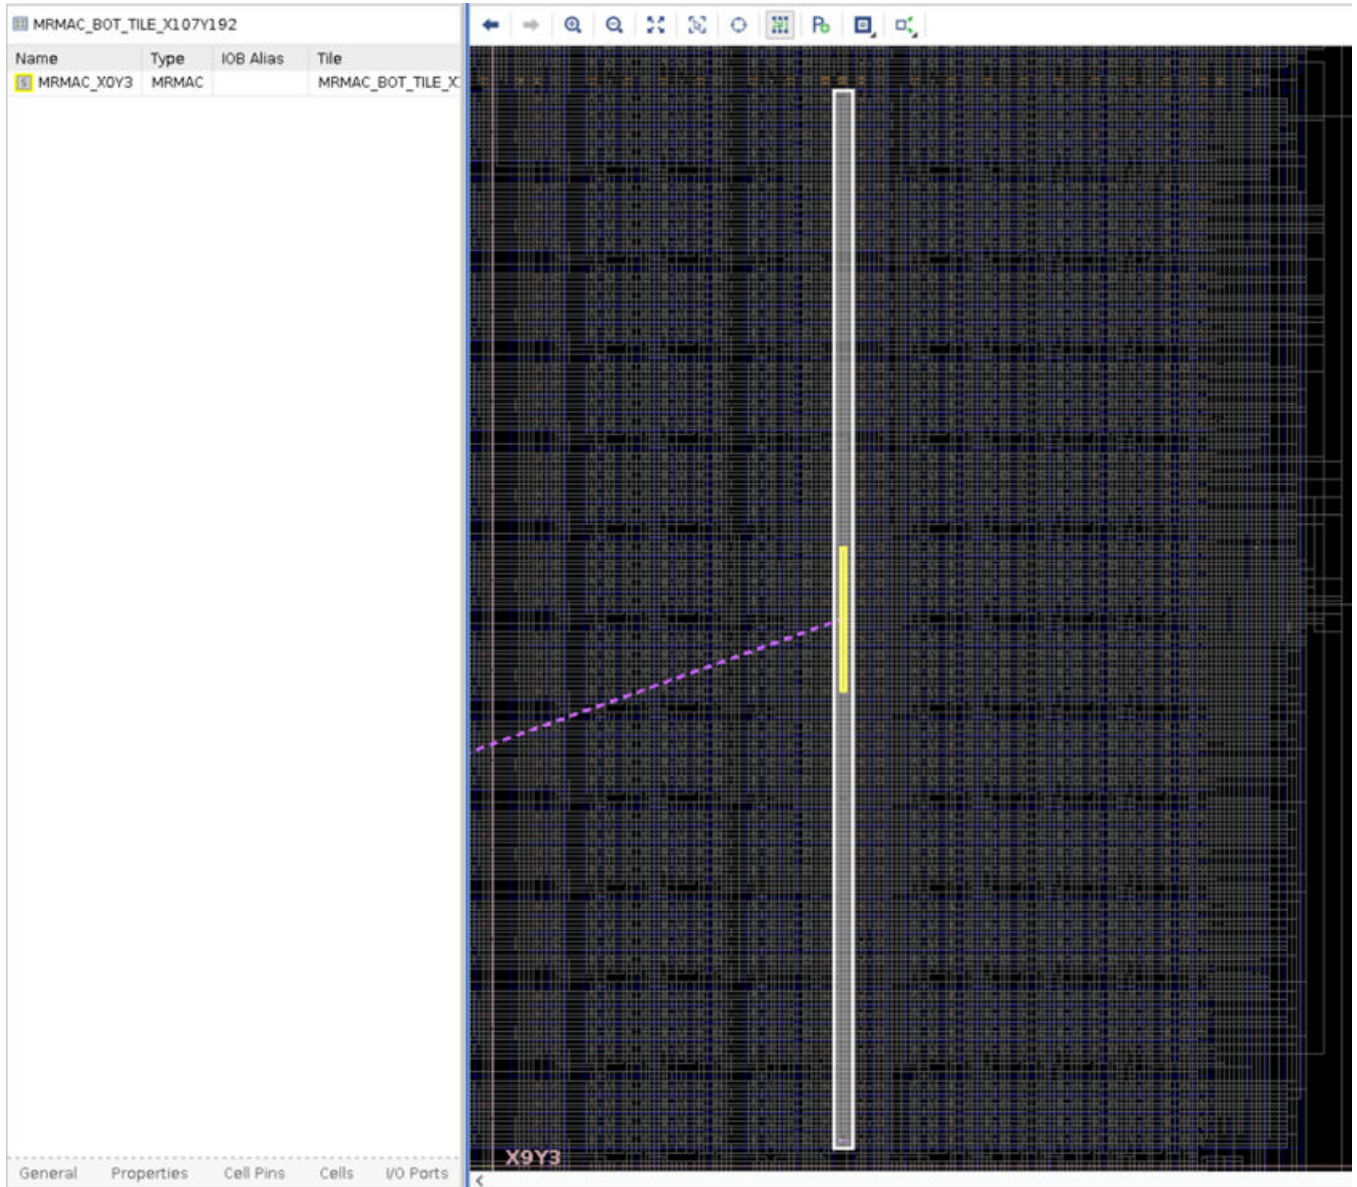 MRMAC_BOT_TILE_X107Y192
Name Type IOB Alias Tile
MRMAC_X0Y3 MRMAC MRMAC_BOT_TILE_X
X9Y3
General Properties Cell Pins Cells I/O Ports